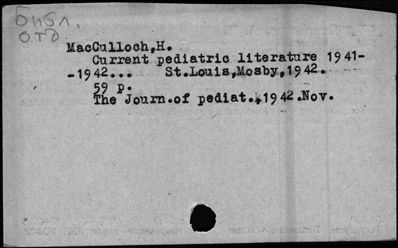 Библ.
отд.
MacCulloch,H.
Current pediatric literature 1941-
-1942... St.Louis,Mosby,1942.
59 p.
The Journ.of pediat.,1942.Nov.